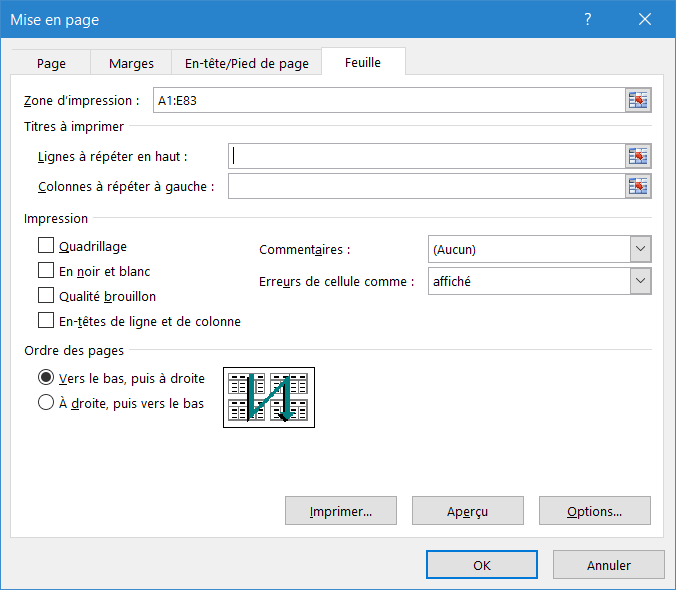 Mise en page ?
Page Marges En-tête/Pied de page Feuille
Zone d'impression : A1:E83
Titres à imprimer
Lignes à répéter en haut :
Colonnes à répéter à gauche :
Impression
Quadrillage
En noir et blanc
Qualité brouillon
En-têtes de ligne et de colonne
Commentaires : (Aucun)
Erreurs de cellule comme : affiché
Ordre des pages
Vers le bas, puis à droite
À droite, puis vers le bas
Imprimer... Aperçu Options...
OK Annuler